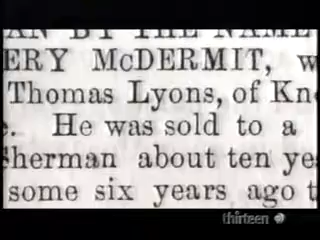 AN BY THE NAME
ERY McDERMIT, w
Thomas Lyons, of Kn
. He was sold to a
herman about ten ye
some six years ago t
thirteen